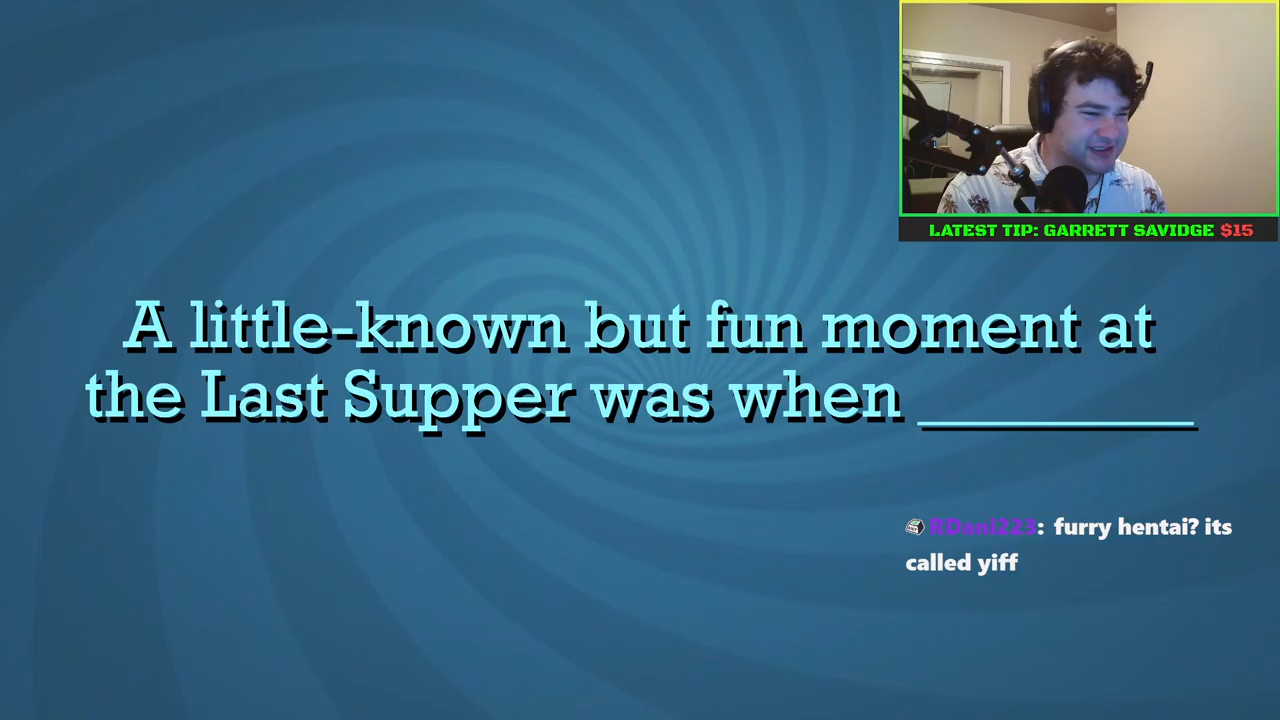 LATEST TIP: GARRETT SAVIDGE $15
A little-known but fun moment at
the Last Supper was when ________
RDani223: furry hentai? its
called yiff